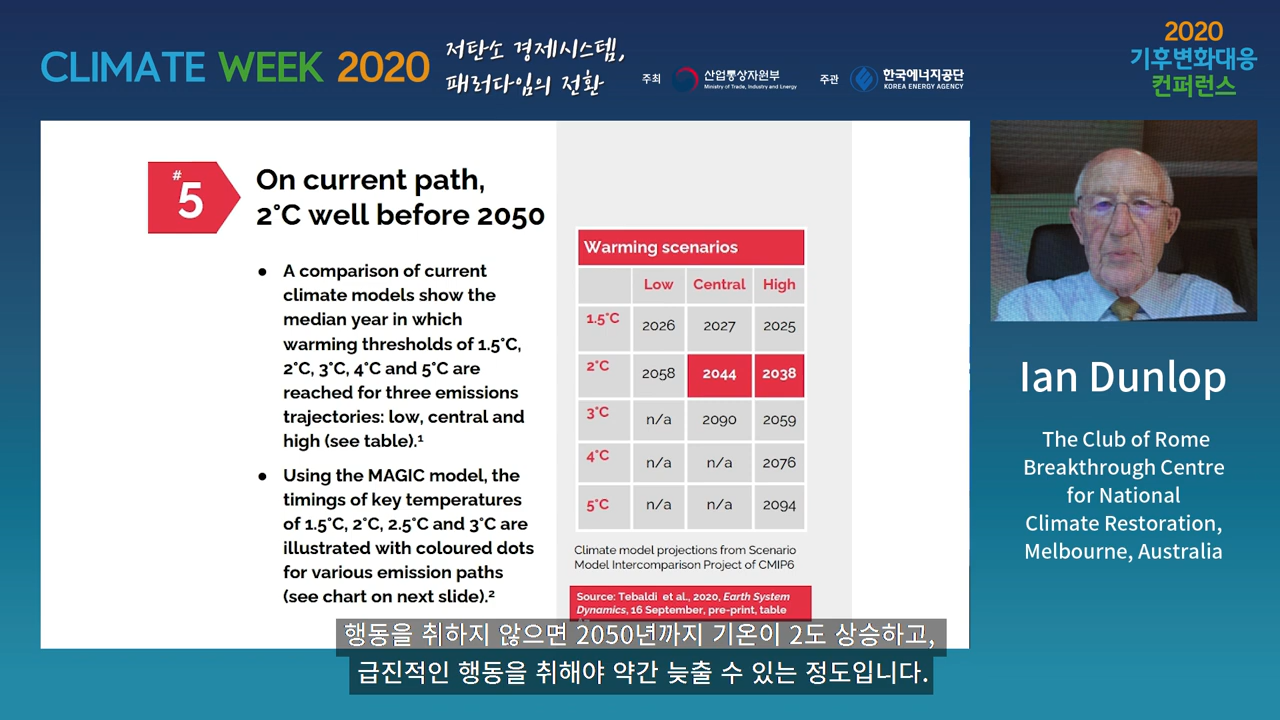 CLIMATE WEEK 2020
저탄소 경제시스템,
패러다임의 전환
주최
산업통상자원부
Ministry of Trade, Industry and Energy
주관
한국에너지공단
KOREA ENERGY AGENCY
2020
기후변화대응
컨퍼런스
#5
On current path,
2°C well before 2050
● A comparison of current
climate models show the
median year in which
warming thresholds of 1.5°C,
2°C, 3°C, 4°C and 5°C are
reached for three emissions
trajectories: low, central and
high (see table).¹
● Using the MAGIC model, the
timings of key temperatures
of 1.5°C, 2°C, 2.5°C and 3°C are
illustrated with coloured dots
for various emission paths
(see chart on next slide).²
Warming scenarios
Low Central High
1.5°C 2026 2027 2025
2°C 2058 2044 2038
3°C n/a 2090 2059
4°C n/a n/a 2076
5°C n/a n/a 2094
Climate model projections from Scenario
Model Intercomparison Project of CMIP6
Source: Tebaldi et al., 2020, Earth System
Dynamics, 16 September, pre-print, table
Ian Dunlop
The Club of Rome
Breakthrough Centre
for National
Climate Restoration,
Melbourne, Australia
행동을 취하지 않으면 2050년까지 기온이 2도 상승하고,
급진적인 행동을 취해야 약간 늦출 수 있는 정도입니다.